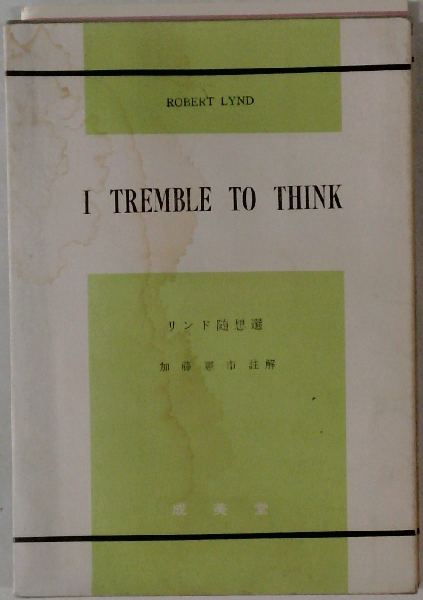 ROBERT LYND
I TREMBLE TO THINK
リンド随想選
加藤憲市 註解
成美堂